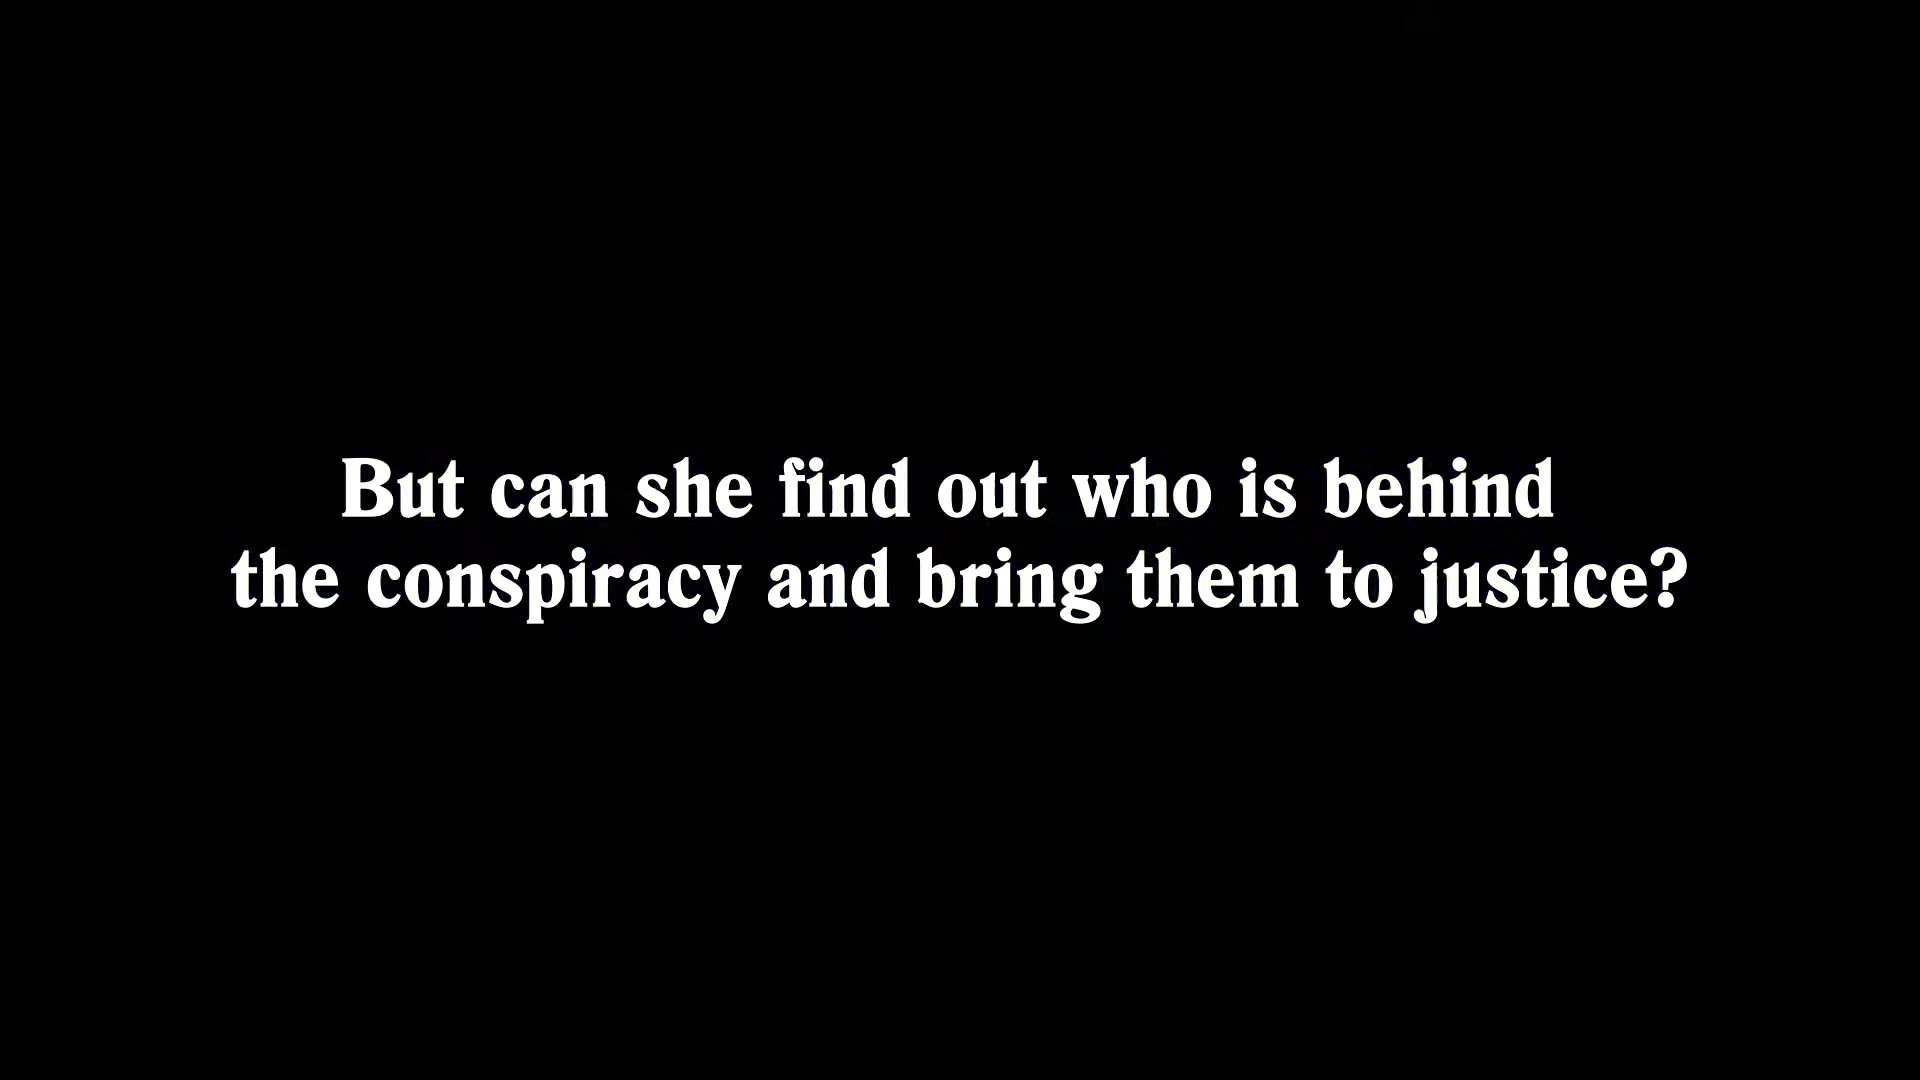 But can she find out who is behind
the conspiracy and bring them to justice?